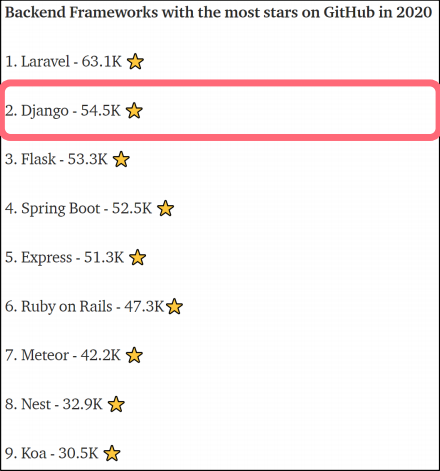 Backend Frameworks with the most stars on GitHub in 2020
1. Laravel - 63.1K ⭐
2. Django - 54.5K ⭐
3. Flask - 53.3K ⭐
4. Spring Boot - 52.5K ⭐
5. Express - 51.3K ⭐
6. Ruby on Rails - 47.3K⭐
7. Meteor - 42.2K ⭐
8. Nest - 32.9K ⭐
9. Koa - 30.5K ⭐